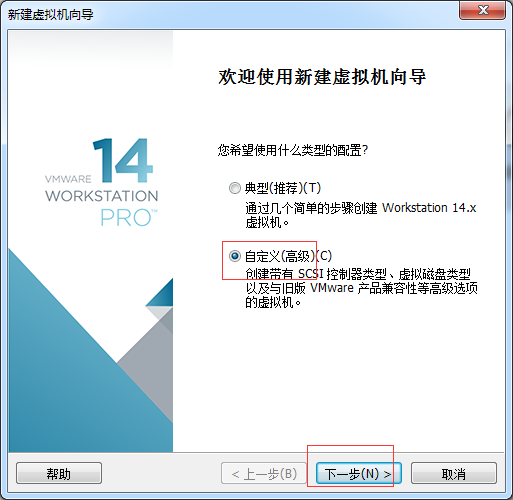 新建虚拟机向导
欢迎使用新建虚拟机向导
VMWARE 14
WORKSTATION
PRO™
您希望使用什么类型的配置?
典型(推荐)(T)
通过几个简单的步骤创建 Workstation 14.x
虚拟机。
自定义(高级)(C)
创建带有 SCSI 控制器类型、虚拟磁盘类型
以及与旧版 VMware 产品兼容性等高级选项
的虚拟机。
帮助
< 上一步(B)
下一步(N) >
取消